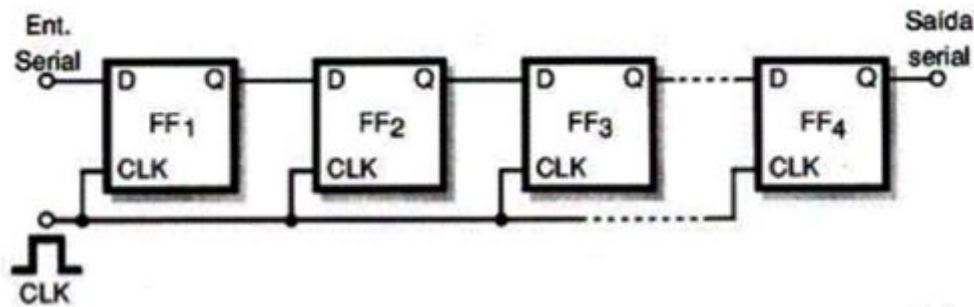 Ent.
Serial
Saída
serial
D Q
FF1
CLK
D Q
FF2
CLK
D Q
FF3
CLK
D Q
FF4
CLK
CLK